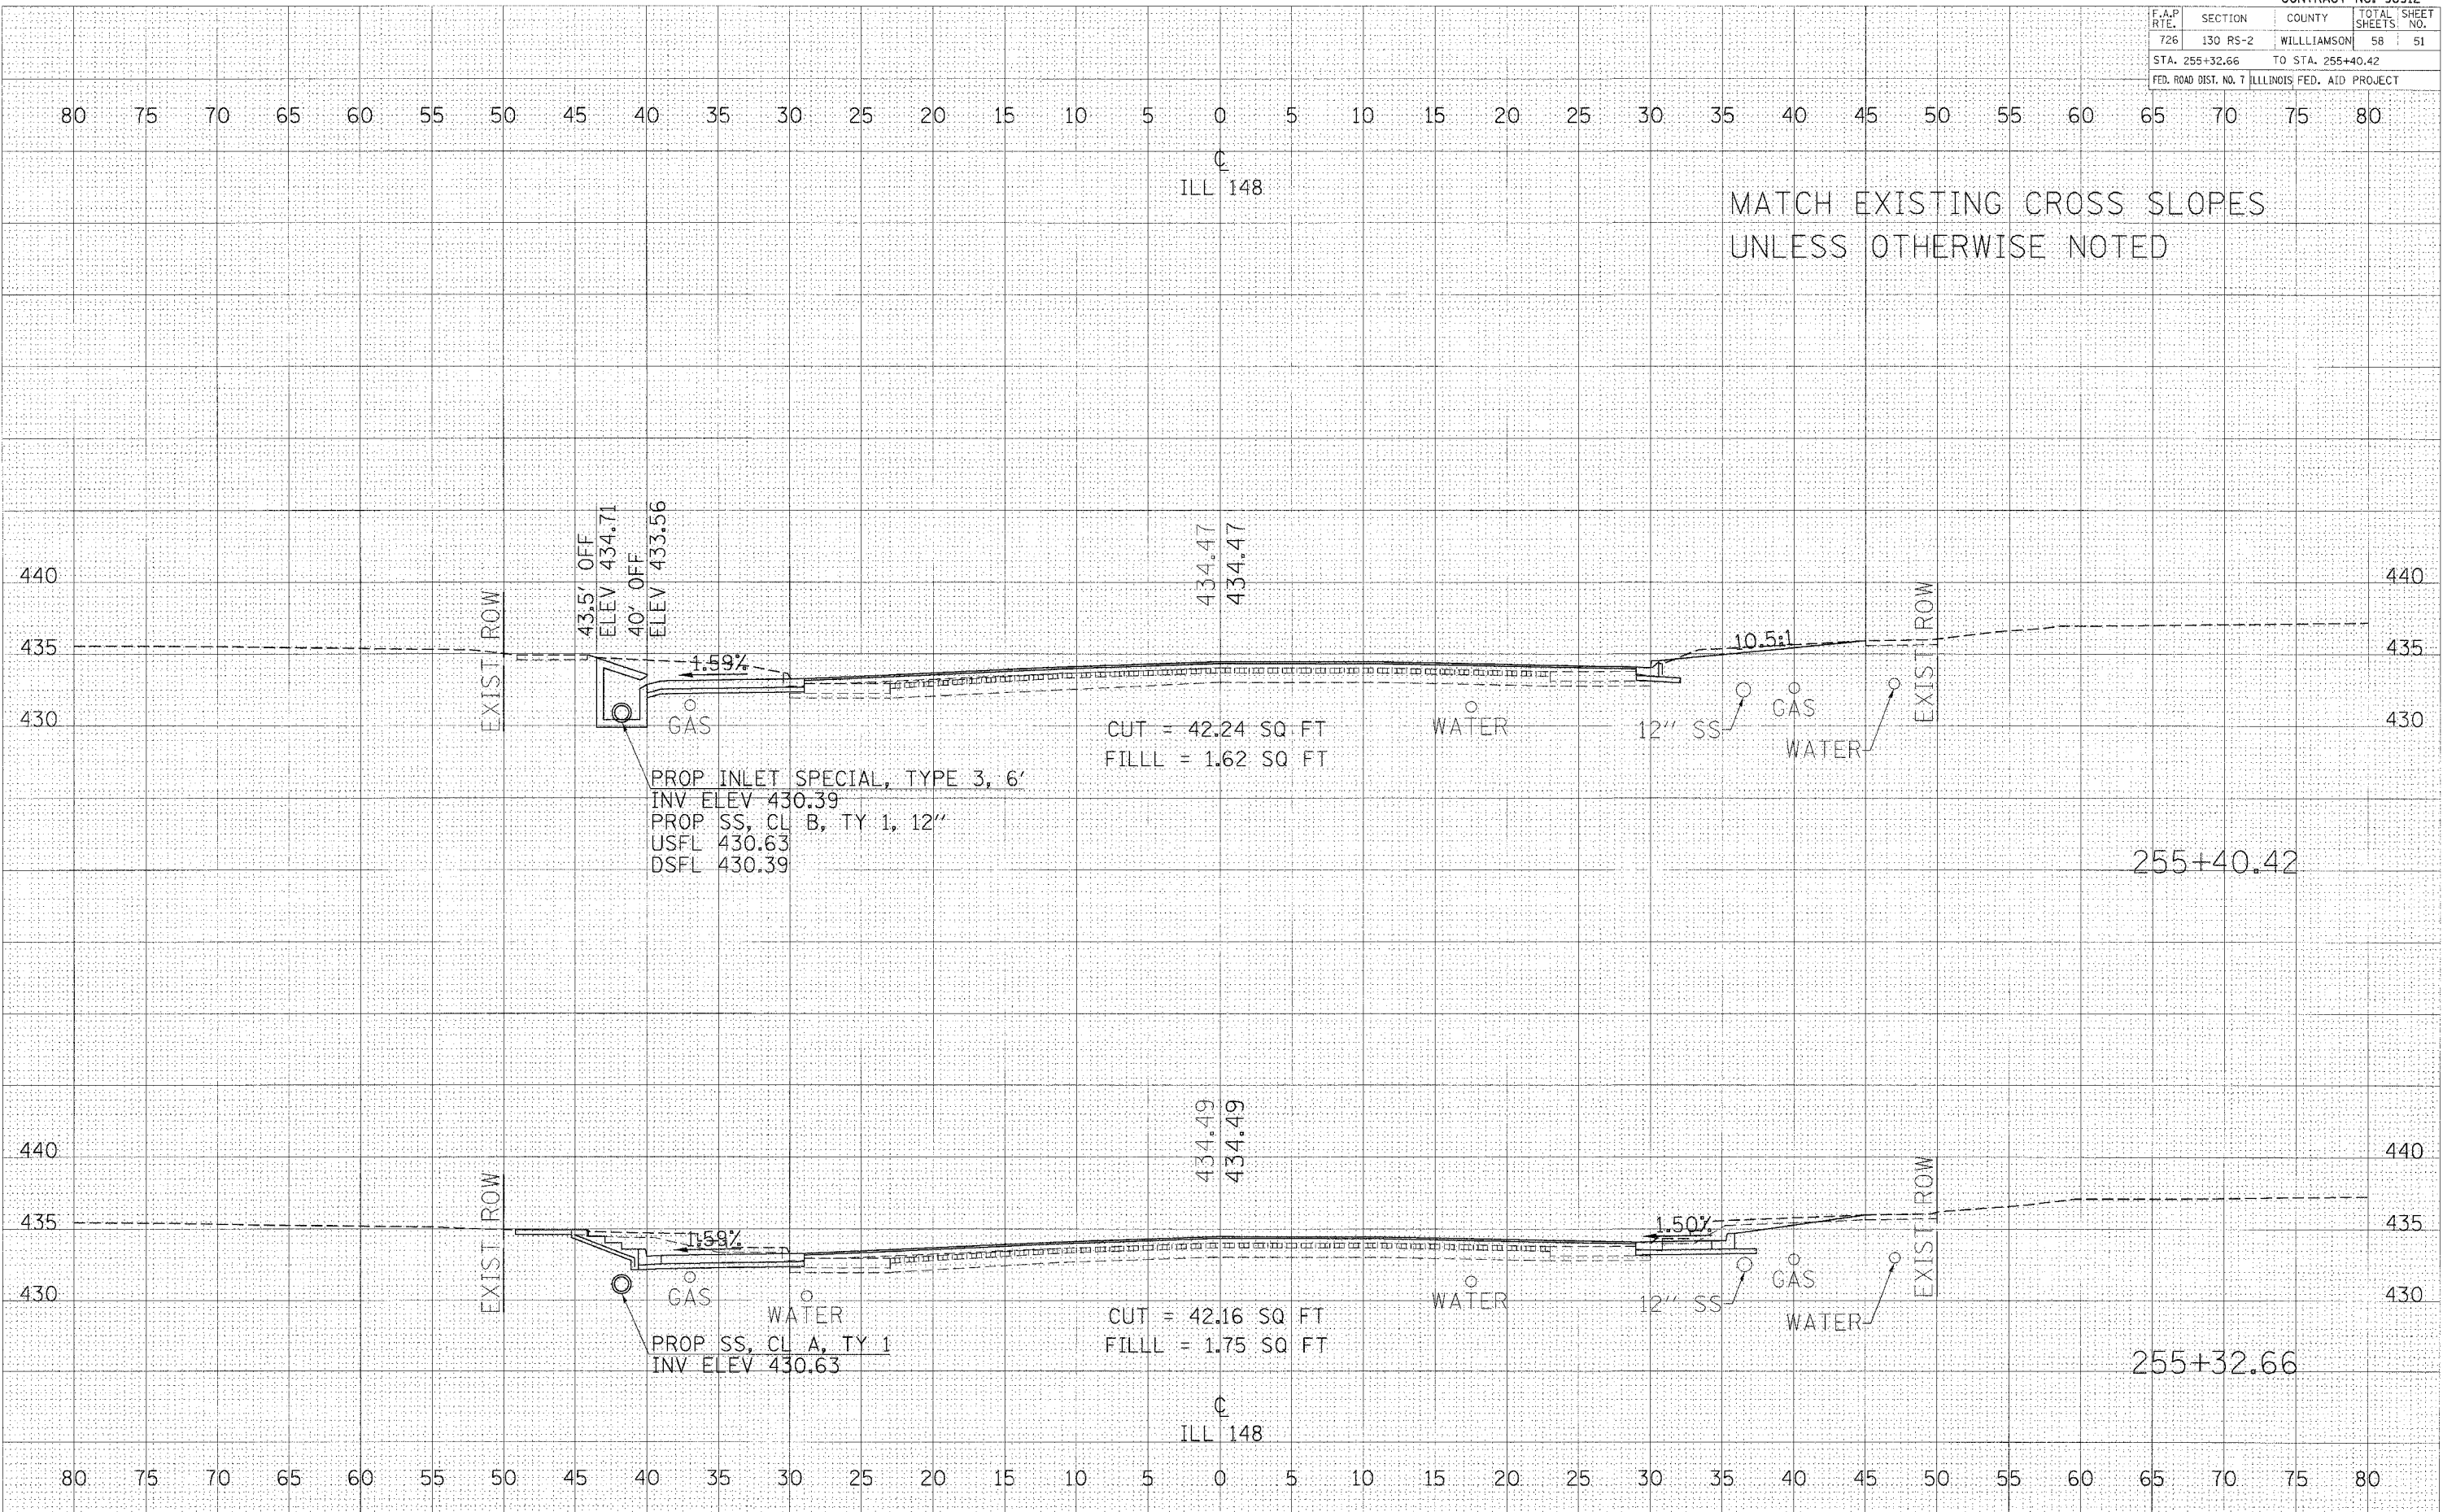 F.A.P. RTE. SECTION COUNTY TOTAL SHEETS SHEET NO.
726 130 RS-2 WILLLIAMSON 58 51
STA. 255+32.66 TO STA. 255+40.42
FED. ROAD DIST. NO. 7 ILLLINOIS FED. AID PROJECT
80 75 70 65 60 55 50 45 40 35 30 25 20 15 10 5 0 5 10 15 20 25 30 35 40 45 50 55 60 65 70 75 80
℄
ILL 148
MATCH EXISTING CROSS SLOPES
UNLESS OTHERWISE NOTED
43.5' OFF
ELEV 434.71
40' OFF
ELEV 433.56
434.47
434.47
440
440
EXIST ROW
EXIST ROW
435
1.59%
10.5:1
435
430
GAS
WATER
12" SS
GAS
WATER
430
CUT = 42.24 SQ FT
FILLL = 1.62 SQ FT
PROP INLET SPECIAL, TYPE 3, 6'
INV ELEV 430.39
PROP SS, CL B, TY 1, 12"
USFL 430.63
DSFL 430.39
255+40.42
434.49
434.49
440
440
EXIST ROW
EXIST ROW
435
1.59%
1.50%
435
430
GAS
WATER
WATER
12" SS
GAS
WATER
430
CUT = 42.16 SQ FT
FILLL = 1.75 SQ FT
PROP SS, CL A, TY 1
INV ELEV 430.63
255+32.66
℄
ILL 148
80 75 70 65 60 55 50 45 40 35 30 25 20 15 10 5 0 5 10 15 20 25 30 35 40 45 50 55 60 65 70 75 80